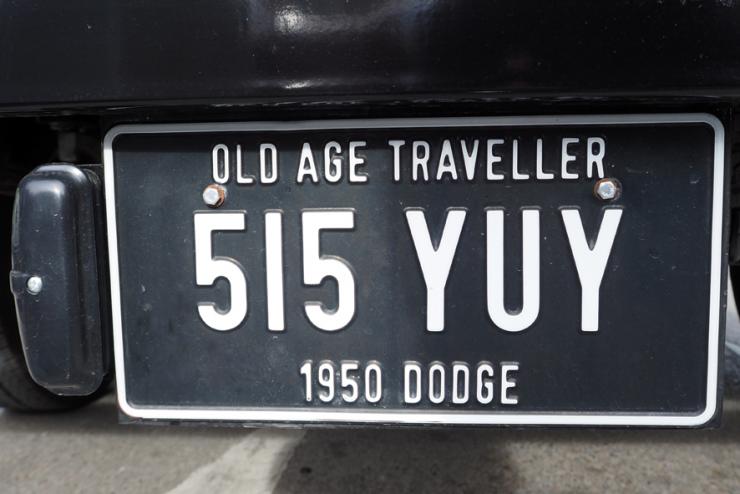 OLD AGE TRAVELLER
515 YUY
1950 DODGE